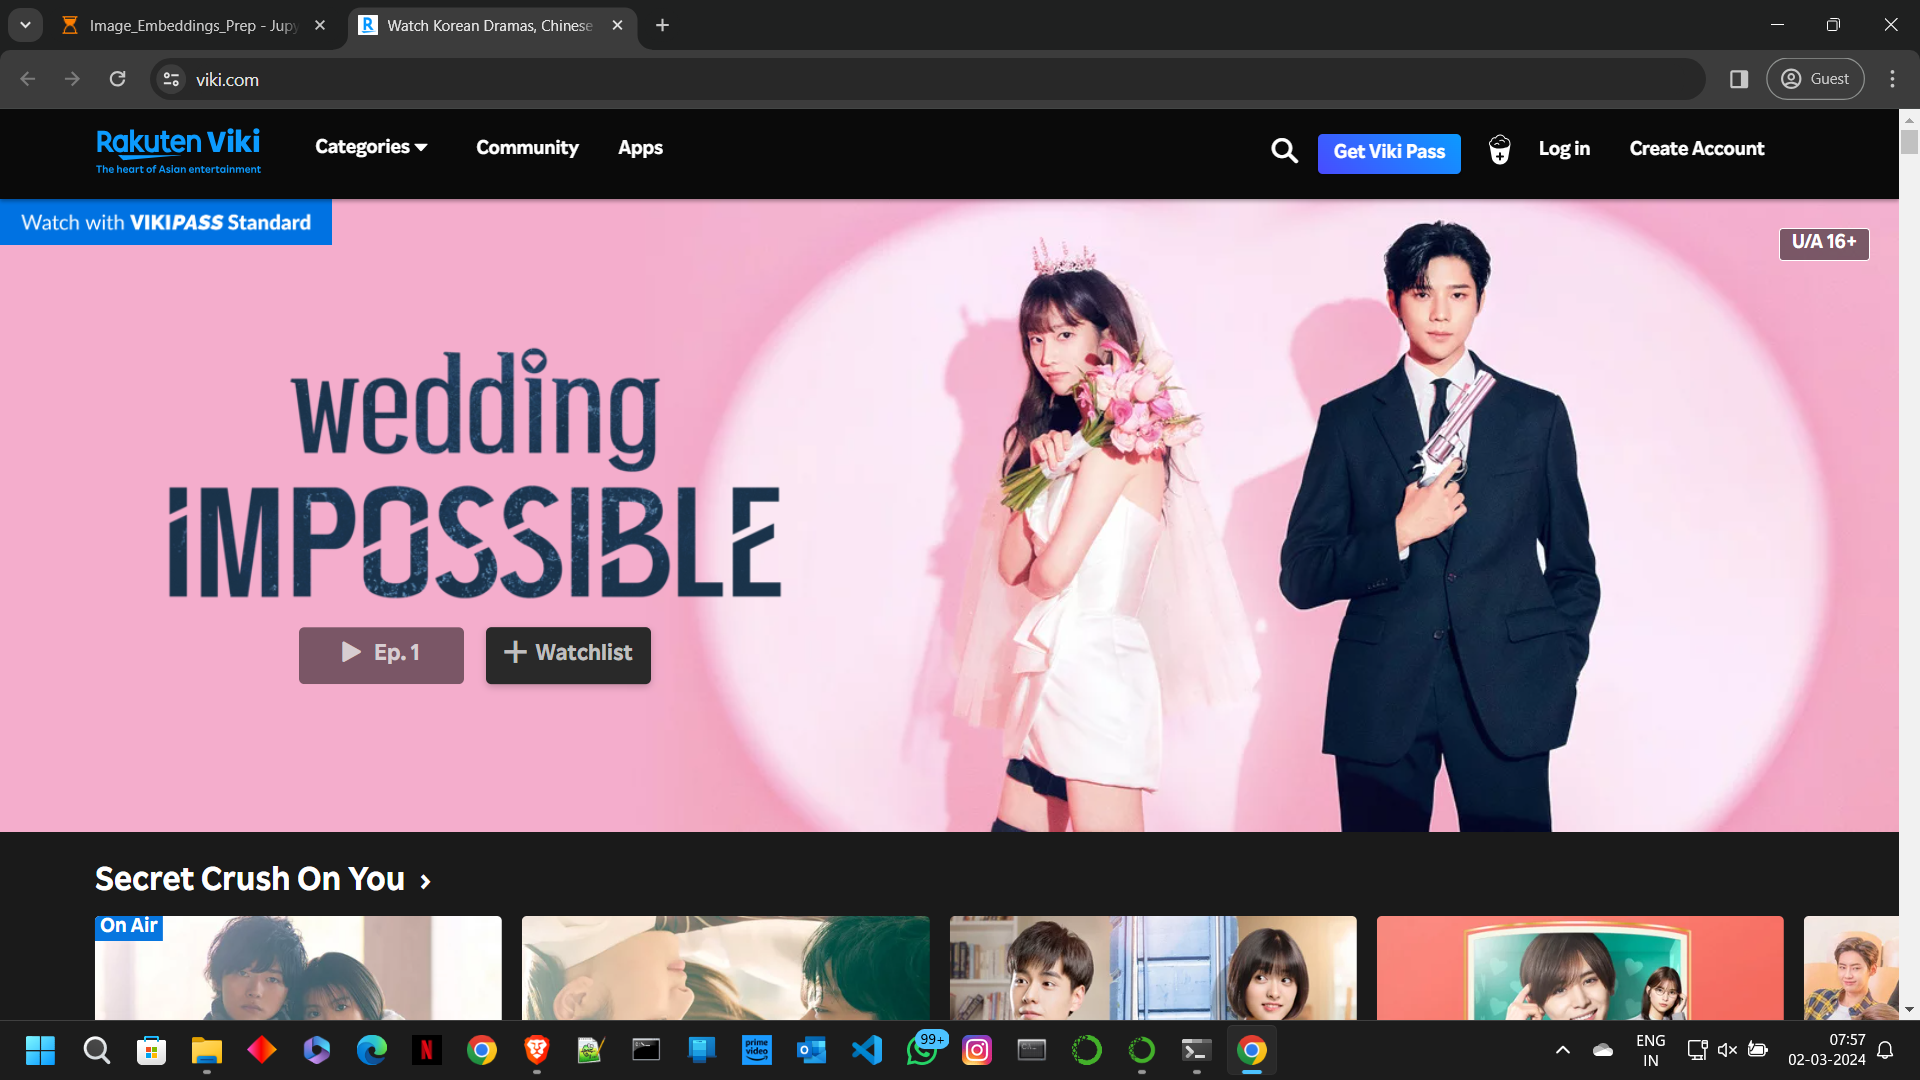 Image_Embeddings_Prep - Jupy
Watch Korean Dramas, Chinese
viki.com
Guest
Rakuten Viki
The heart of Asian entertainment
Categories
Community
Apps
Get Viki Pass
Log in
Create Account
Watch with VIKIPASS Standard
U/A 16+
wedding
IMPOSSIBLE
Ep. 1
Watchlist
Secret Crush On You
On Air
99+
prime video
ENG
IN
07:57
02-03-2024